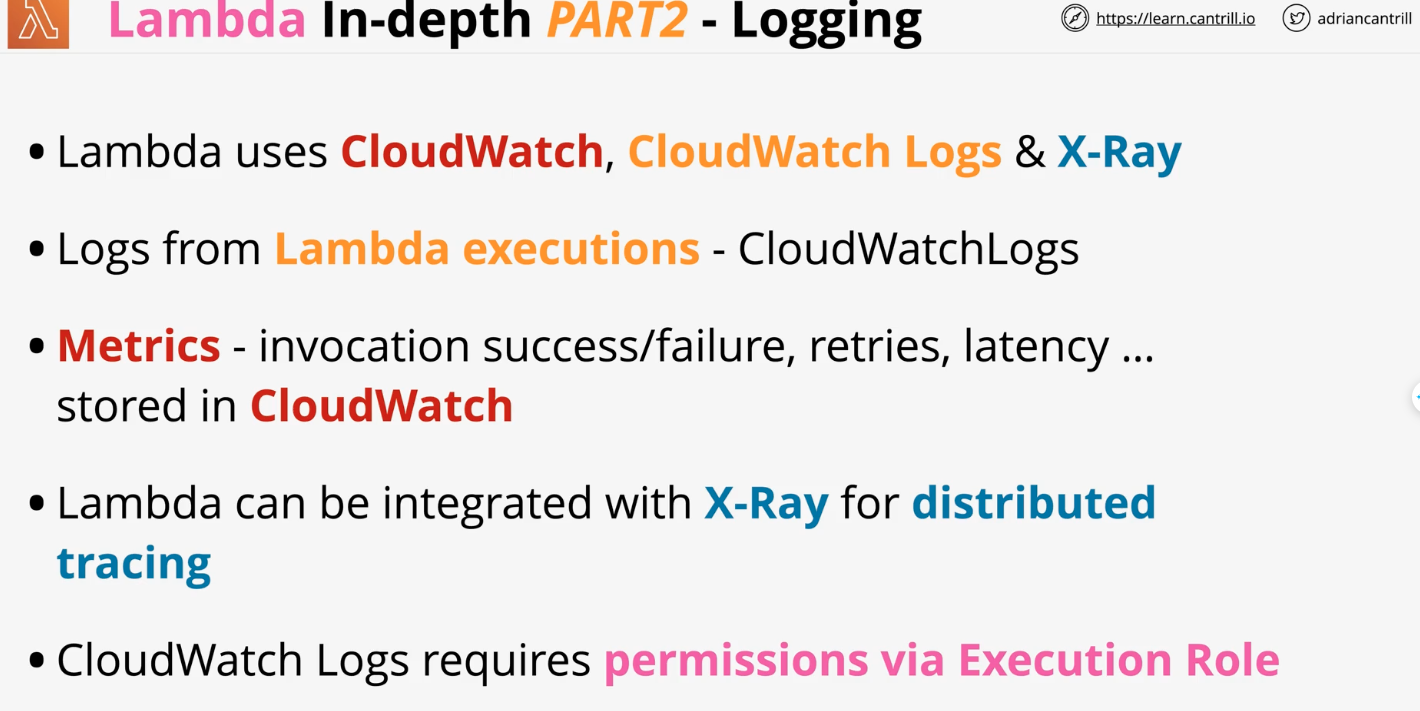 Lambda In-depth PART2 - Logging
https://learn.cantrill.io
adriancantrill
• Lambda uses CloudWatch, CloudWatch Logs & X-Ray
• Logs from Lambda executions - CloudWatchLogs
• Metrics - invocation success/failure, retries, latency ...
stored in CloudWatch
• Lambda can be integrated with X-Ray for distributed
tracing
• CloudWatch Logs requires permissions via Execution Role